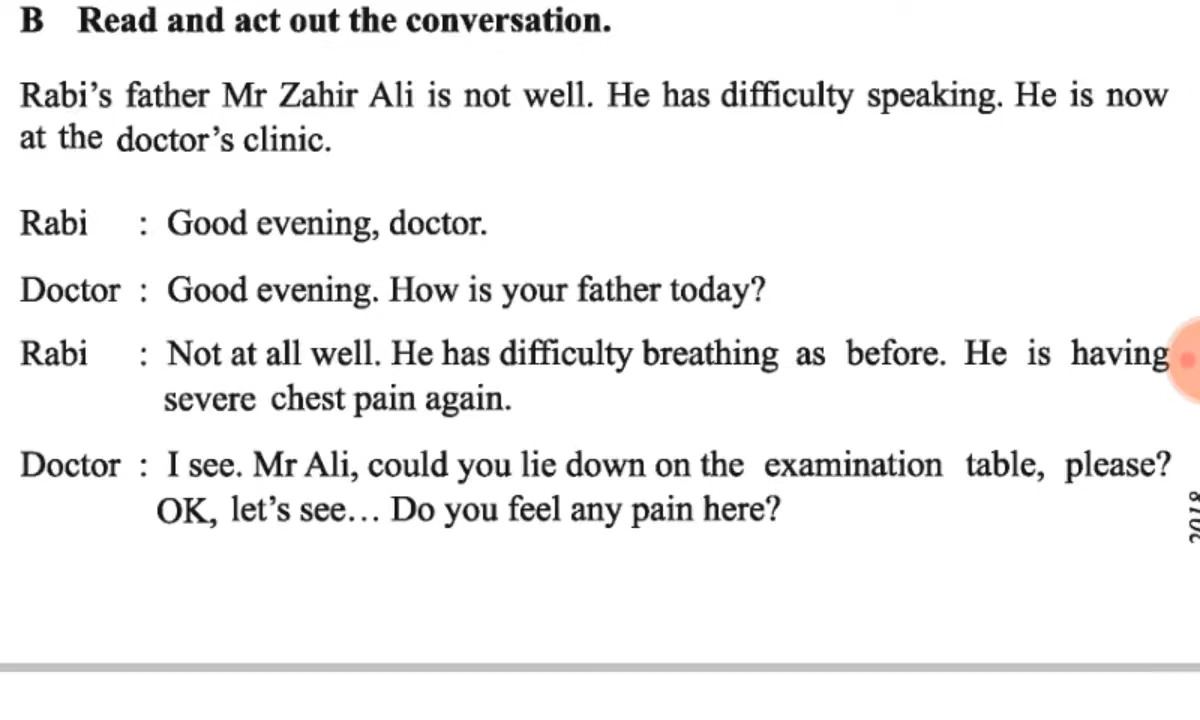 B Read and act out the conversation.
Rabi's father Mr Zahir Ali is not well. He has difficulty speaking. He is now
at the doctor's clinic.
Rabi : Good evening, doctor.
Doctor : Good evening. How is your father today?
Rabi : Not at all well. He has difficulty breathing as before. He is having
severe chest pain again.
Doctor : I see. Mr Ali, could you lie down on the examination table, please?
OK, let's see... Do you feel any pain here?